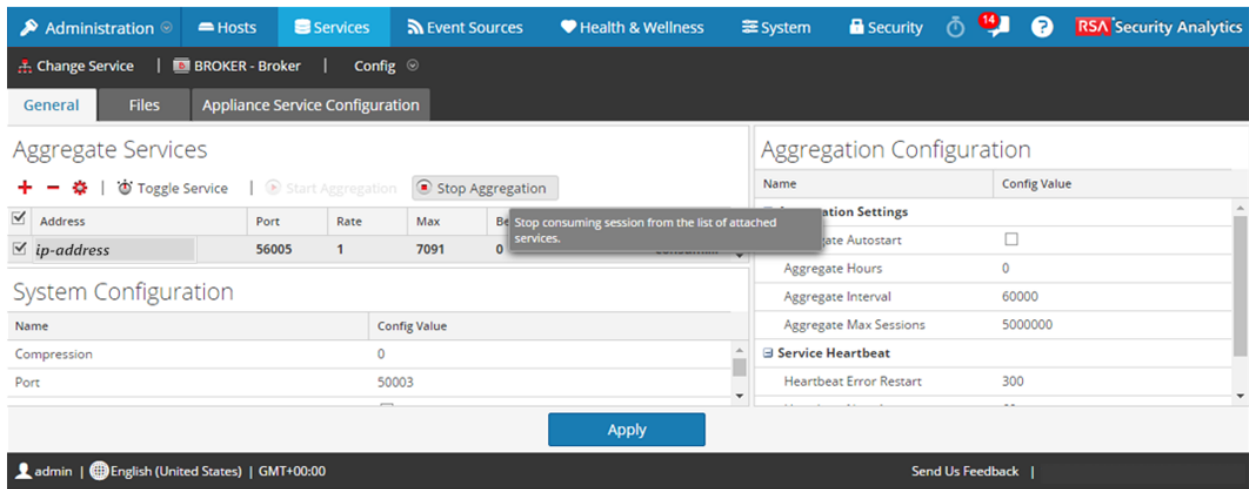 Administration Hosts Services Event Sources Health & Wellness System Security 14 ? RSA Security Analytics
Change Service | BROKER - Broker | Config
General Files Appliance Service Configuration
Aggregate Services
Toggle Service | Start Aggregation Stop Aggregation
Address Port Rate Max
Stop consuming session from the list of attached
services.
ip-address 56005 1 7091 0
System Configuration
Name Config Value
Compression 0
Port 50003
Aggregation Configuration
Name Config Value
Settings
Aggregate Autostart
Aggregate Hours 0
Aggregate Interval 60000
Aggregate Max Sessions 5000000
Service Heartbeat
Heartbeat Error Restart 300
Apply
admin | English (United States) | GMT+00:00
Send Us Feedback |